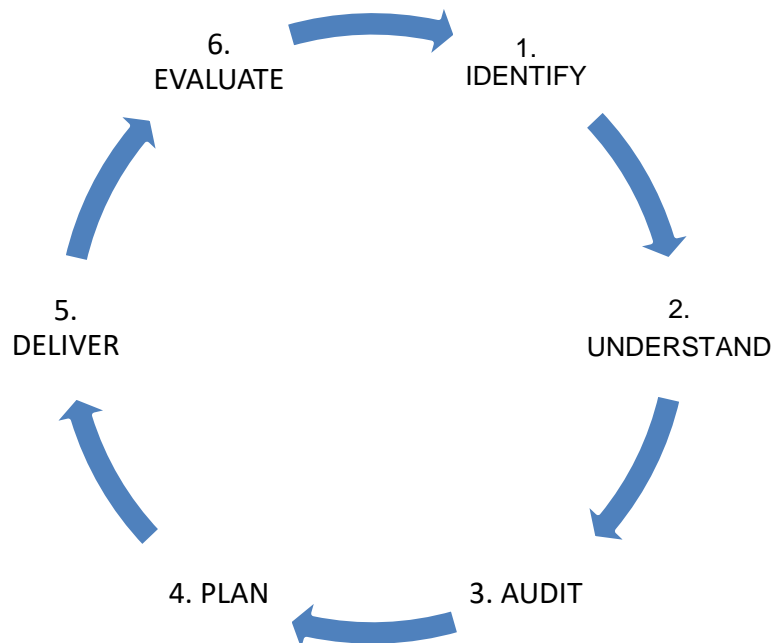 1.
IDENTIFY
2.
UNDERSTAND
3. AUDIT
4. PLAN
5.
DELIVER
6.
EVALUATE